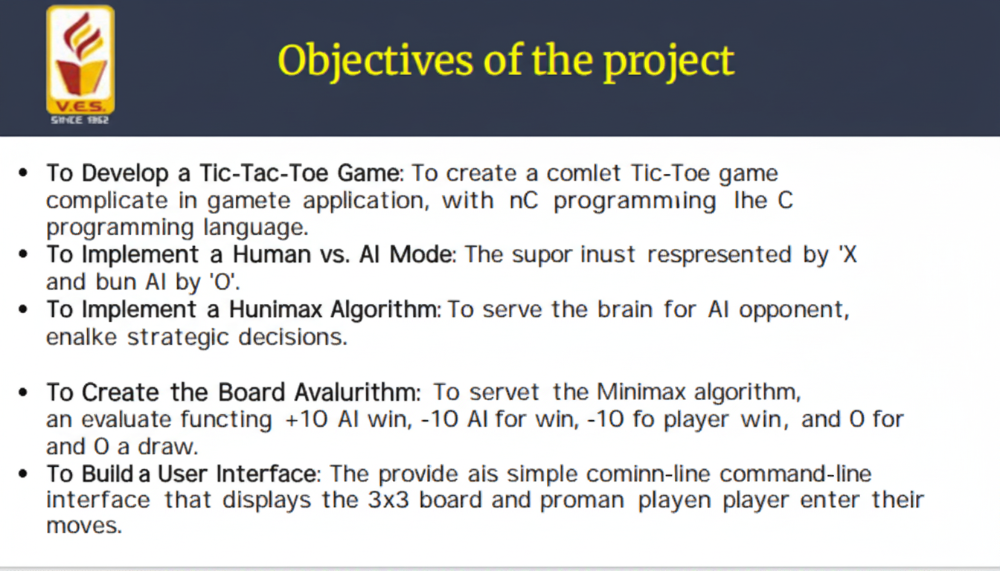 V.E.S.
SINCE 1962
Objectives of the project
• To Develop a Tic-Tac-Toe Game: To create a comlet Tic-Toe game
complicate in gamete application, with nC programmıing lhe C
programming language.
• To Implement a Human vs. AI Mode: The supor inust respresented by 'X
and bun AI by 'O'.
• To Implement a Hunimax Algorithm: To serve the brain for AI opponent,
enalke strategic decisions.
• To Create the Board Avalurithm: To servet the Minimax algorithm,
an evaluate functing +10 AI win, -10 AI for win, -10 fo player win, and 0 for
and 0 a draw.
• To Build a User Interface: The provide ais simple cominn-line command-line
interface that displays the 3x3 board and proman playen player enter their
moves.